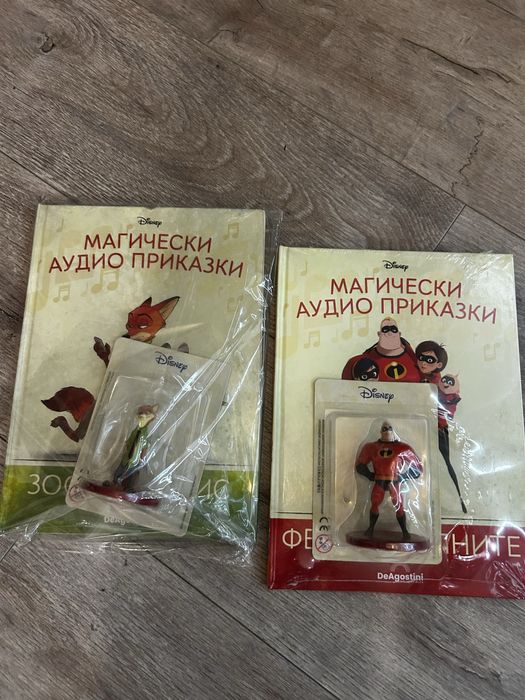 Disney
МАГИЧЕСКИ
АУДИО ПРИКАЗКИ
Disney
DeAgostini
Disney
МАГИЧЕСКИ
АУДИО ПРИКАЗКИ
Disney
DeAgostini